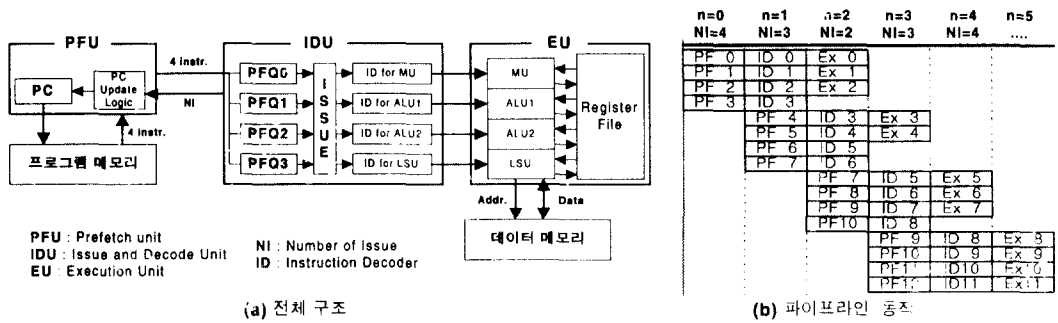 PFU
4 instr.
NI
PC
PC Update Logic
4 instr.
프로그램 메모리
IDU
PFQ0
PFQ1
PFQ2
PFQ3
ISSUE
ID for MU
ID for ALU1
ID for ALU2
ID for LSU
EU
MU
ALU1
ALU2
LSU
Register File
Addr.
Data
데이터 메모리
PFU : Prefetch unit
IDU : Issue and Decode Unit
EU : Execution Unit
NI : Number of Issue
ID : Instruction Decoder
(a) 전체 구조
n=0 n=1 n=2 n=3 n=4 n=5
NI=4 NI=3 NI=2 NI=3 NI=4 ....
PF 0 ID 0 Ex 0
PF 1 ID 1 Ex 1
PF 2 ID 2 Ex 2
PF 3 ID 3
PF 4 ID 3 Ex 3
PF 5 ID 4 Ex 4
PF 6 ID 5
PF 7 ID 6
PF 7 ID 5 Ex 5
PF 8 ID 6 Ex 6
PF 9 ID 7 Ex 7
PF10 ID 8
PF 9 ID 8 Ex 8
PF10 ID 9 Ex 9
PF11 ID10 Ex10
PF12 ID11 Ex11
(b) 파이프라인 동작